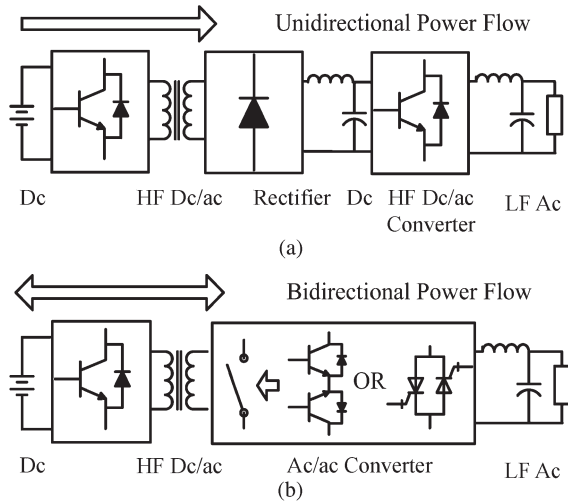 Unidirectional Power Flow
Dc HF Dc/ac Rectifier Dc HF Dc/ac Converter LF Ac
(a)
Bidirectional Power Flow
OR
Dc HF Dc/ac Ac/ac Converter LF Ac
(b)